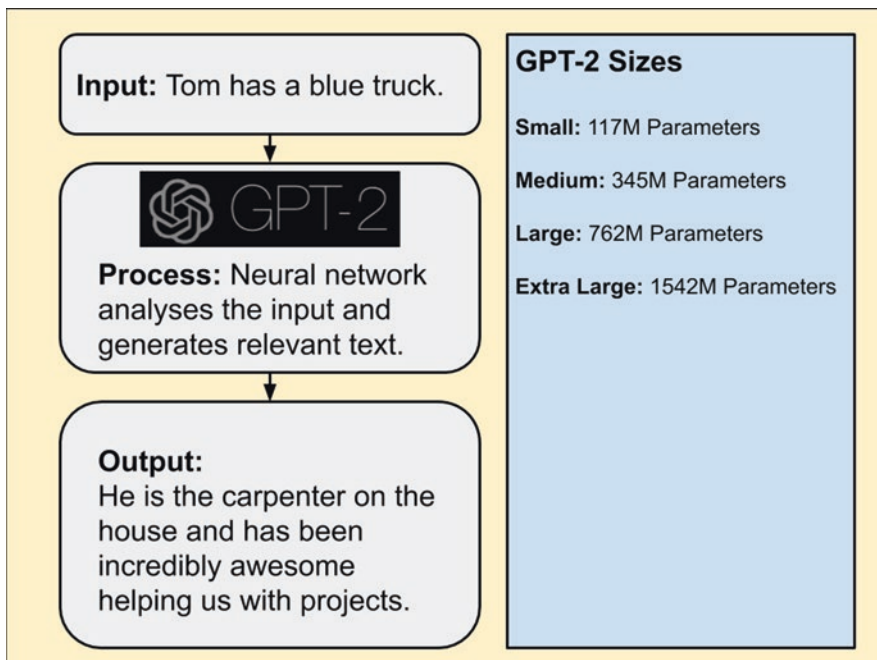 Input: Tom has a blue truck.
GPT-2
Process: Neural network
analyses the input and
generates relevant text.
Output:
He is the carpenter on the
house and has been
incredibly awesome
helping us with projects.
GPT-2 Sizes
Small: 117M Parameters
Medium: 345M Parameters
Large: 762M Parameters
Extra Large: 1542M Parameters